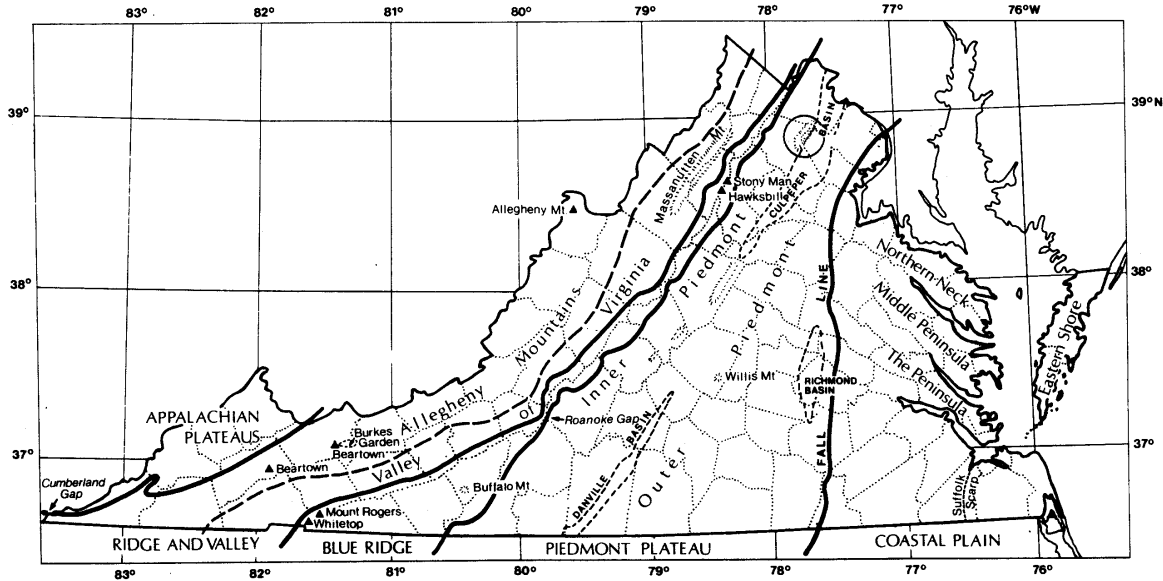 83° 82° 81° 80° 79° 78° 77° 76°W
39° 39°N
BASIN
Massanutten Mt
Stony Man
Hawksbill
CULPEPER
Allegheny Mt
Northern Neck
38° 38°
Virginia
Piedmont
Piedmont
LINE
Mountains
Middle Peninsula
Eastern Shore
The Peninsula
Willis Mt
RICHMOND
BASIN
Inner
Allegheny
of
Roanoke Gap
APPALACHIAN
PLATEAUS
Burkes
Garden
Beartown
BASIN
37° 37°
Beartown
Valley
Outer
FALL
Cumberland
Gap
Buffalo Mt
DANVILLE
Suffolk
Scarp
Mount Rogers
Whitetop
RIDGE AND VALLEY BLUE RIDGE PIEDMONT PLATEAU COASTAL PLAIN
83° 82° 81° 80° 79° 78° 77° 76°